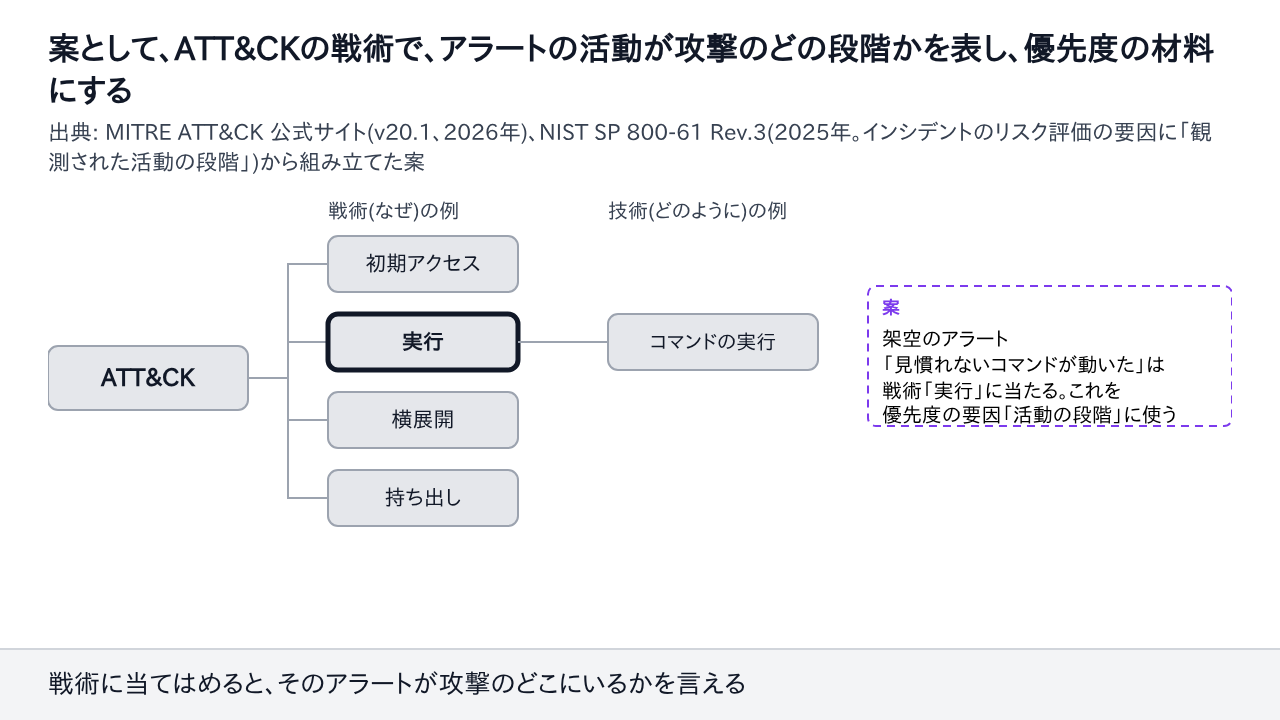 案として、ATT&CKの戦術で、アラートの活動が攻撃のどの段階かを表し、優先度の材料
にする
出典: MITRE ATT&CK 公式サイト(v20.1、2026年)、NIST SP 800-61 Rev.3(2025年。インシデントのリスク評価の要因に「観
測された活動の段階」)から組み立てた案
戦術(なぜ)の例
技術(どのように)の例
初期アクセス
実行
コマンドの実行
ATT&CK
横展開
持ち出し
案
架空のアラート
「見慣れないコマンドが動いた」は
戦術「実行」に当たる。これを
優先度の要因「活動の段階」に使う
戦術に当てはめると、そのアラートが攻撃のどこにいるかを言える